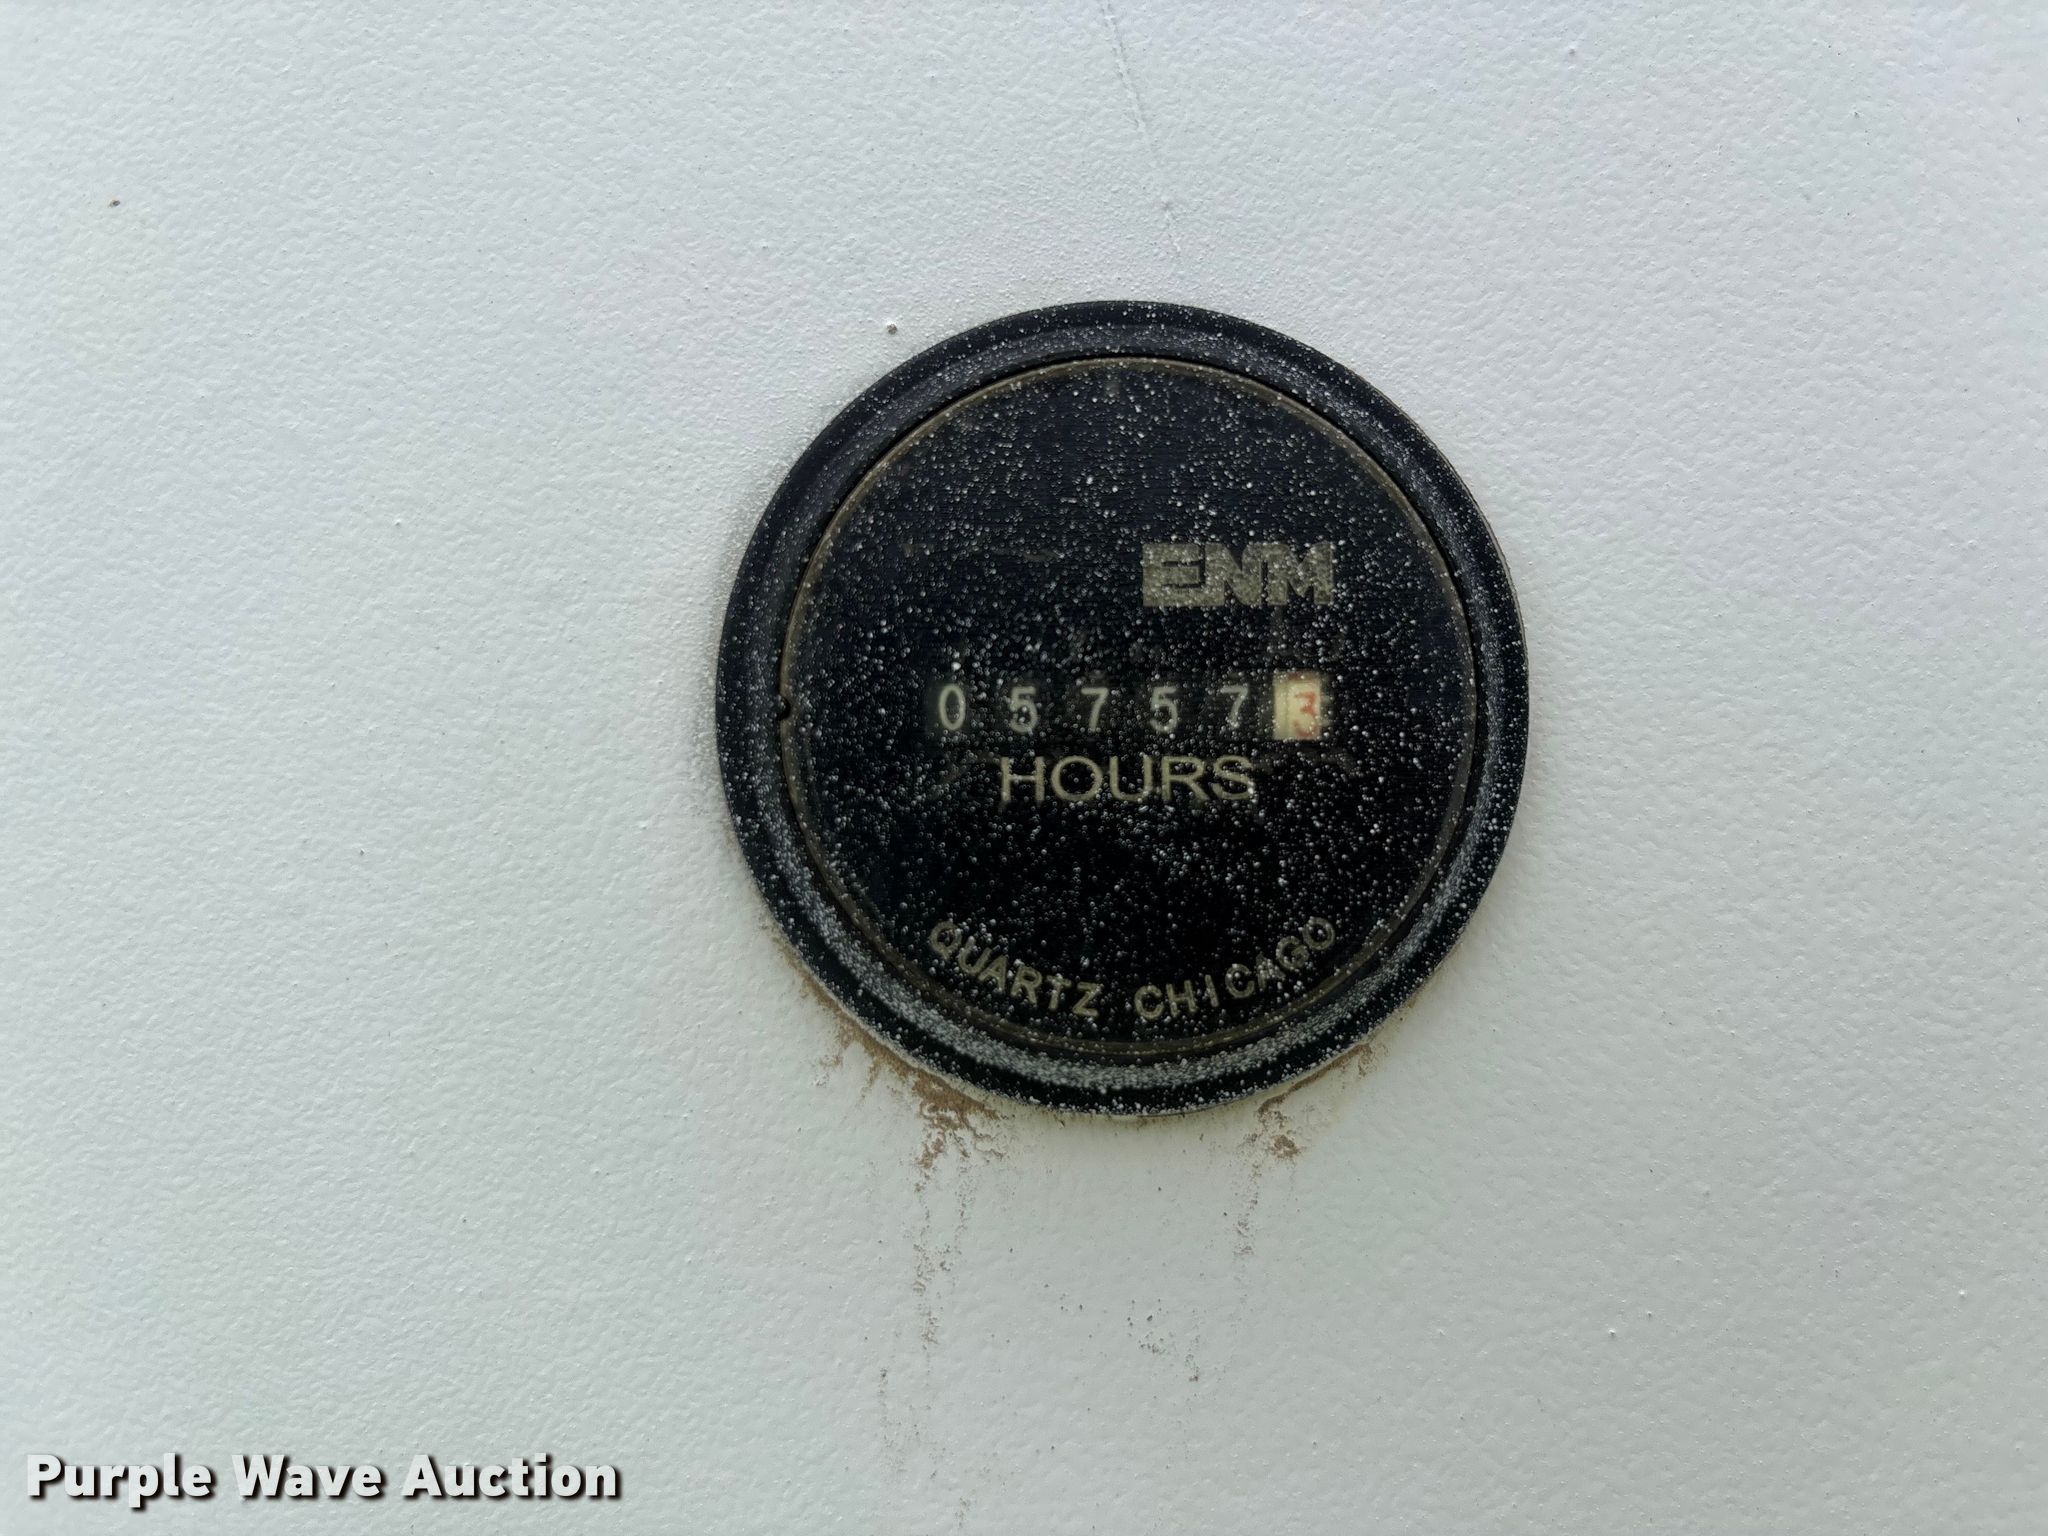 ENM
057573
HOURS
QUARTZ CHICAGO
Purple Wave Auction